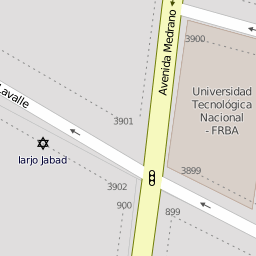 Avenida Medrano
3900
Lavalle
Universidad
Tecnológica
Nacional
- FRBA
3901
Iarjo Jabad
3899
3902
900
899